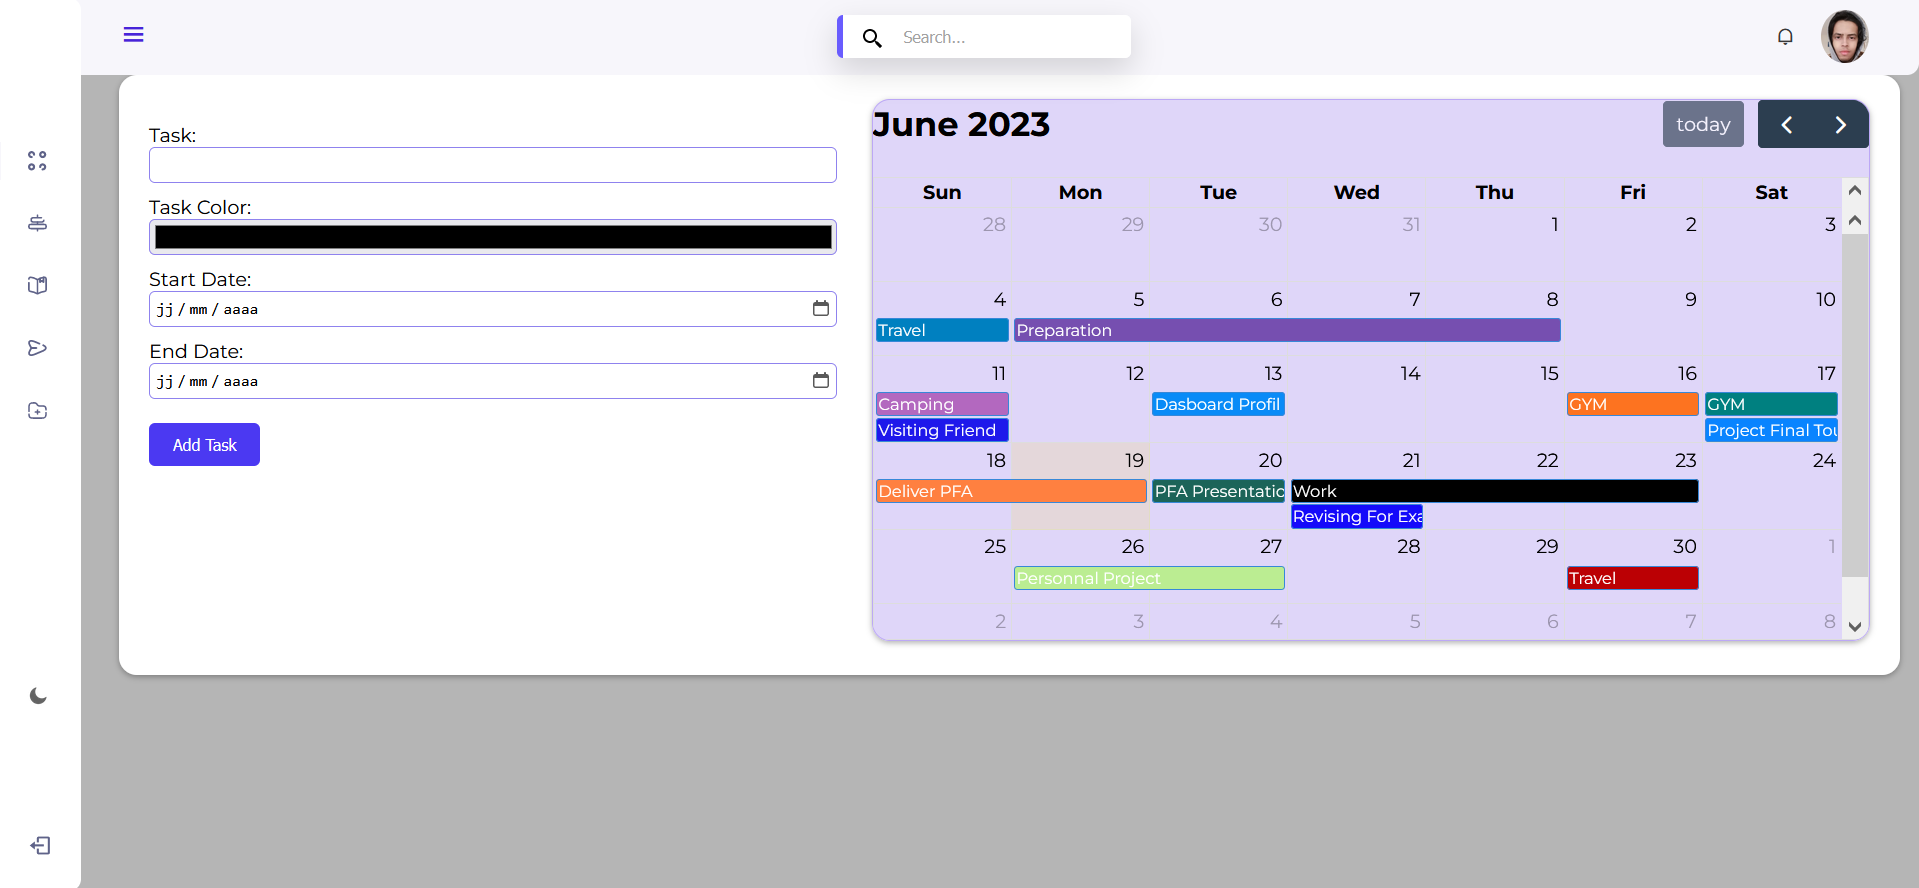 Search...
Task:
Task Color:
Start Date:
jj / mm / aaaa
End Date:
jj / mm / aaaa
Add Task
June 2023
today
Sun Mon Tue Wed Thu Fri Sat
28 29 30 31 1 2 3
4 5 6 7 8 9 10
Travel Preparation
11 12 13 14 15 16 17
Camping Dasboard Profil GYM GYM
Visiting Friend Project Final Tou
18 19 20 21 22 23 24
Deliver PFA PFA Presentatio Work
Revising For Exa
25 26 27 28 29 30 1
Personnal Project Travel
2 3 4 5 6 7 8